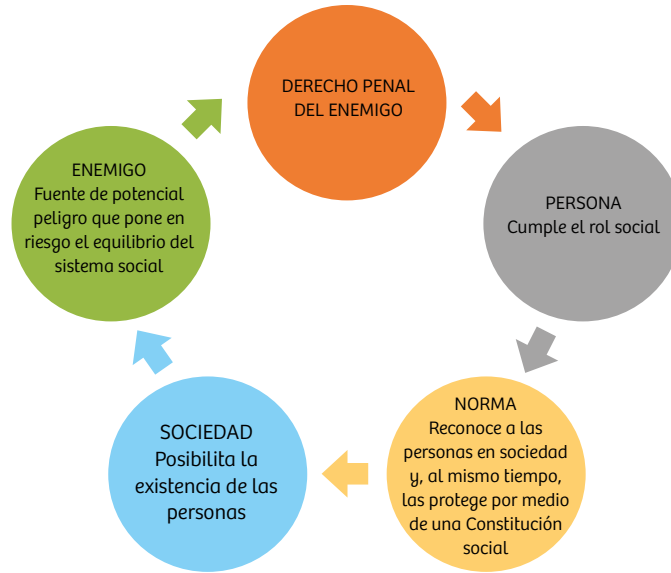 DERECHO PENAL
DEL ENEMIGO
PERSONA
Cumple el rol social
NORMA
Reconoce a las
personas en sociedad
y, al mismo tiempo,
las protege por medio
de una Constitución
social
SOCIEDAD
Posibilita la
existencia de las
personas
ENEMIGO
Fuente de potencial
peligro que pone en
riesgo el equilibrio del
sistema social